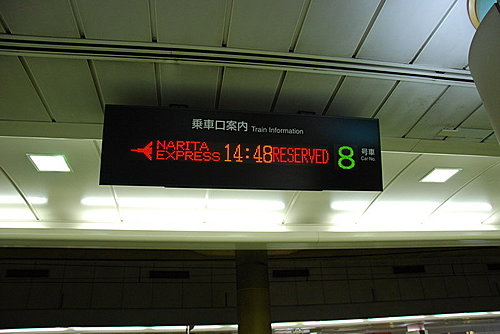 乗車口案内 Train Information
NARITA EXPRESS 14:48 RESERVED 8 号車 Car No.